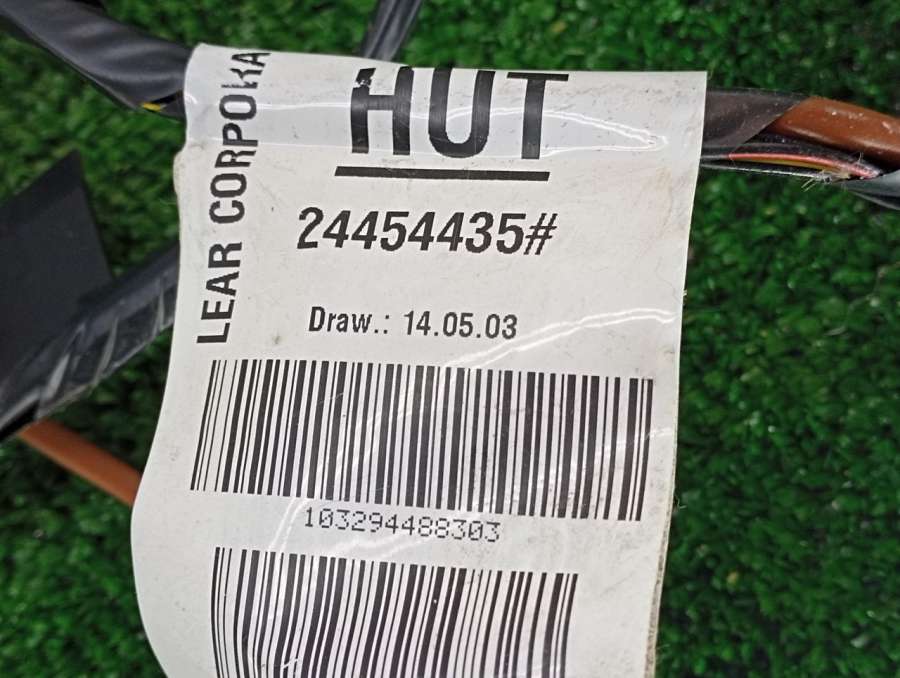 LEAR CORPORA
HUT
24454435#
Draw.: 14.05.03
103294488303